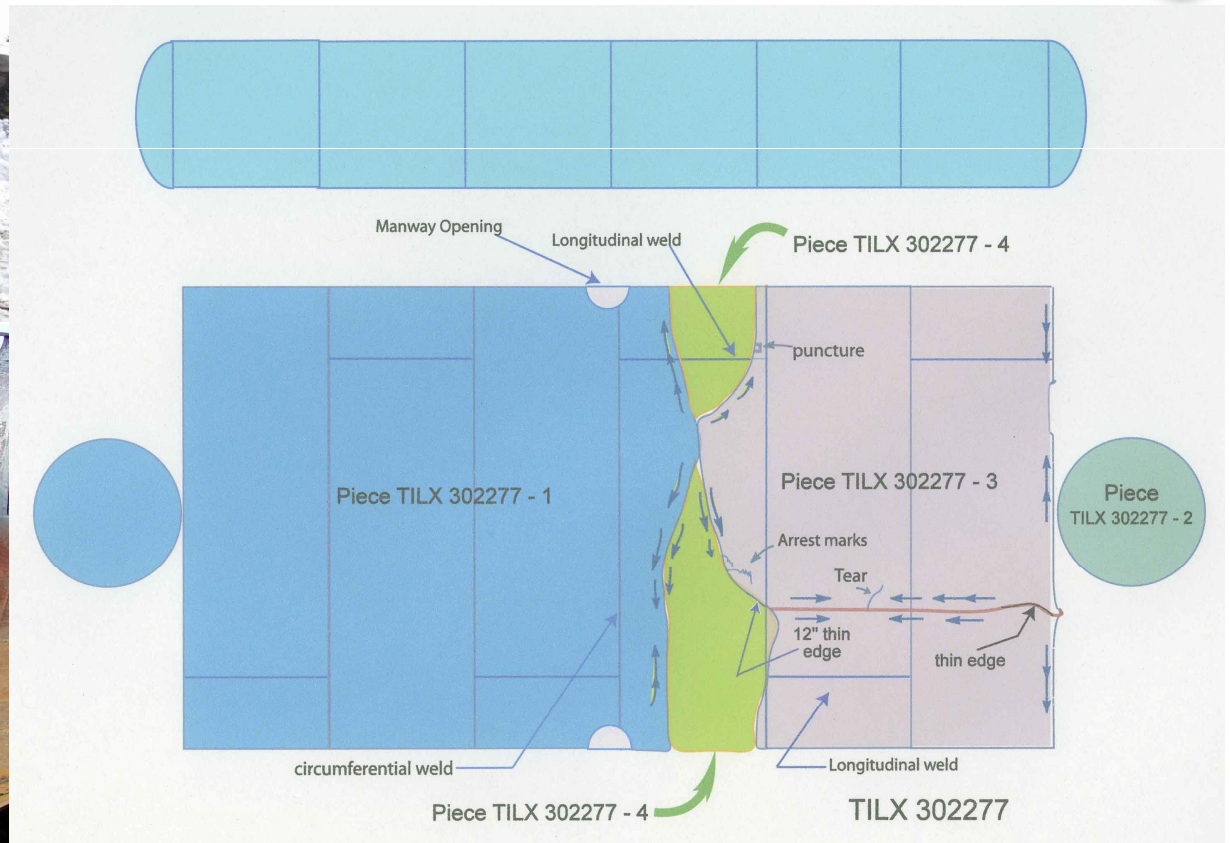 Manway Opening
Longitudinal weld
Piece TILX 302277 - 4
puncture
Piece TILX 302277 - 1
Piece TILX 302277 - 3
Piece
TILX 302277 - 2
Arrest marks
Tear
12" thin
edge
thin edge
circumferential weld
Longitudinal weld
Piece TILX 302277 - 4
TILX 302277